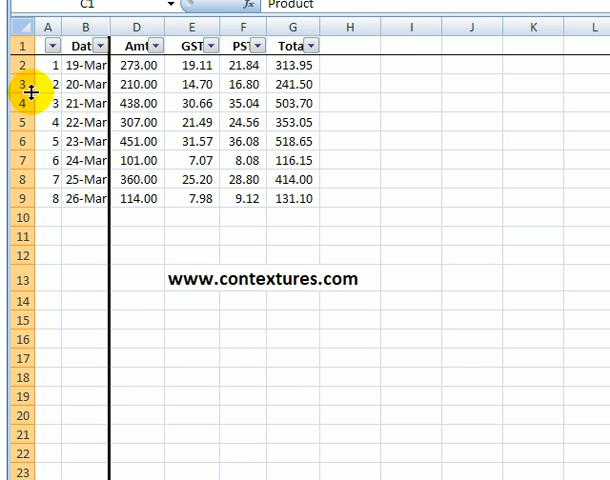 C1 fx Product
A B D E F G H I J K L
1 Dat Amt GST PST Tota
2 1 19-Mar 273.00 19.11 21.84 313.95
3 2 20-Mar 210.00 14.70 16.80 241.50
4 3 21-Mar 438.00 30.66 35.04 503.70
5 4 22-Mar 307.00 21.49 24.56 353.05
6 5 23-Mar 451.00 31.57 36.08 518.65
7 6 24-Mar 101.00 7.07 8.08 116.15
8 7 25-Mar 360.00 25.20 28.80 414.00
9 8 26-Mar 114.00 7.98 9.12 131.10
10
11
12
13 www.contextures.com
14
15
16
17
18
19
20
21
22
23